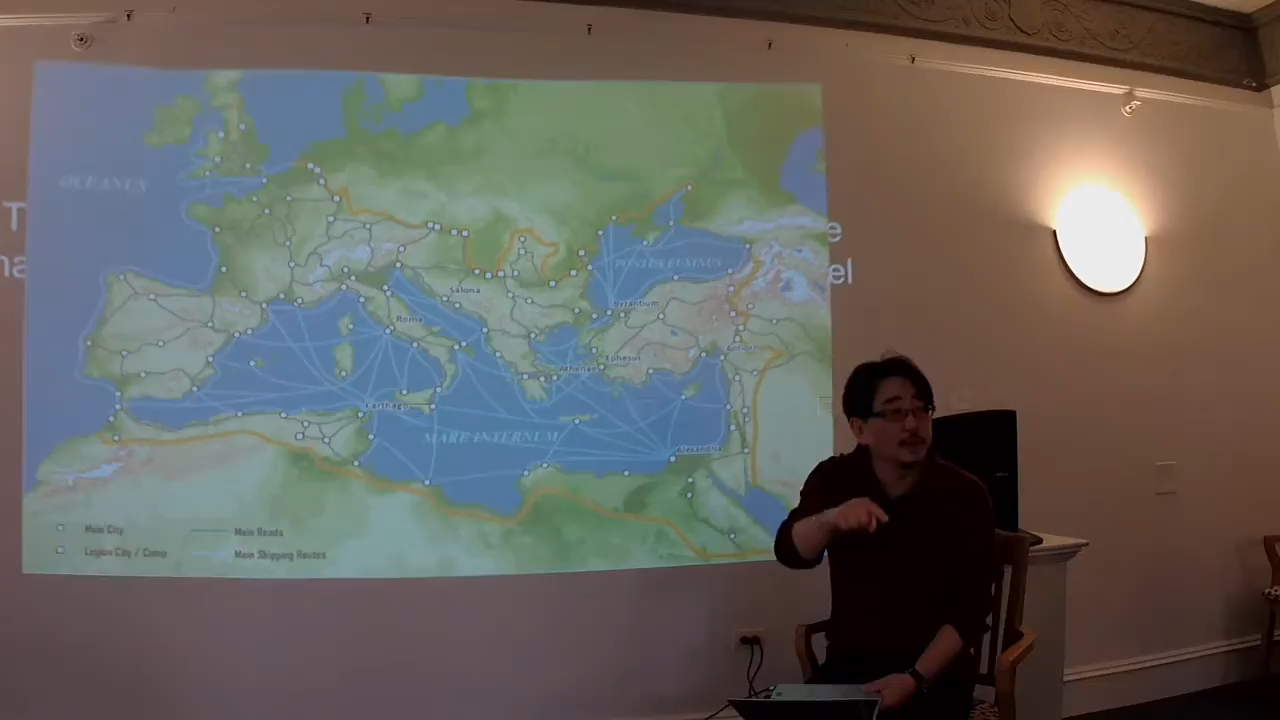 OCEANUS
PONTUS EUXINUS
Salona
Byzantium
Roma
Ephesus
Athenae
Carthago
MARE INTERNUM
Alexandria
Main City
Main Roads
Legion City / Camp
Main Shipping Routes